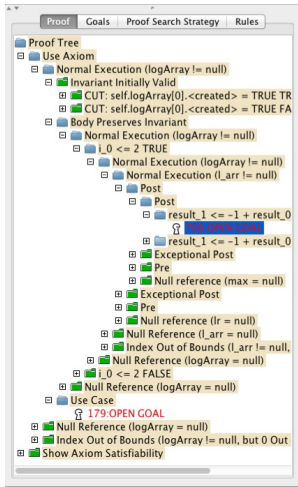 Proof Goals Proof Search Strategy Rules
Proof Tree
Use Axiom
Normal Execution (logArray != null)
Invariant Initially Valid
CUT: self.logArray[0].<created> = TRUE TR
CUT: self.logArray[0].<created> = TRUE FA
Body Preserves Invariant
Normal Execution (logArray != null)
i_0 <= 2 TRUE
Normal Execution (logArray != null)
Normal Execution (l_arr != null)
Post
Post
result_1 <= -1 + result_0
OPEN GOAL
result_1 <= -1 + result_0
Exceptional Post
Pre
Null reference (max = null)
Exceptional Post
Pre
Null reference (lr = null)
Null Reference (l_arr = null)
Index Out of Bounds (l_arr != null,
Null Reference (logArray = null)
i_0 <= 2 FALSE
Null Reference (logArray = null)
Use Case
179:OPEN GOAL
Null Reference (logArray = null)
Index Out of Bounds (logArray != null, but 0 Out
Show Axiom Satisfiability